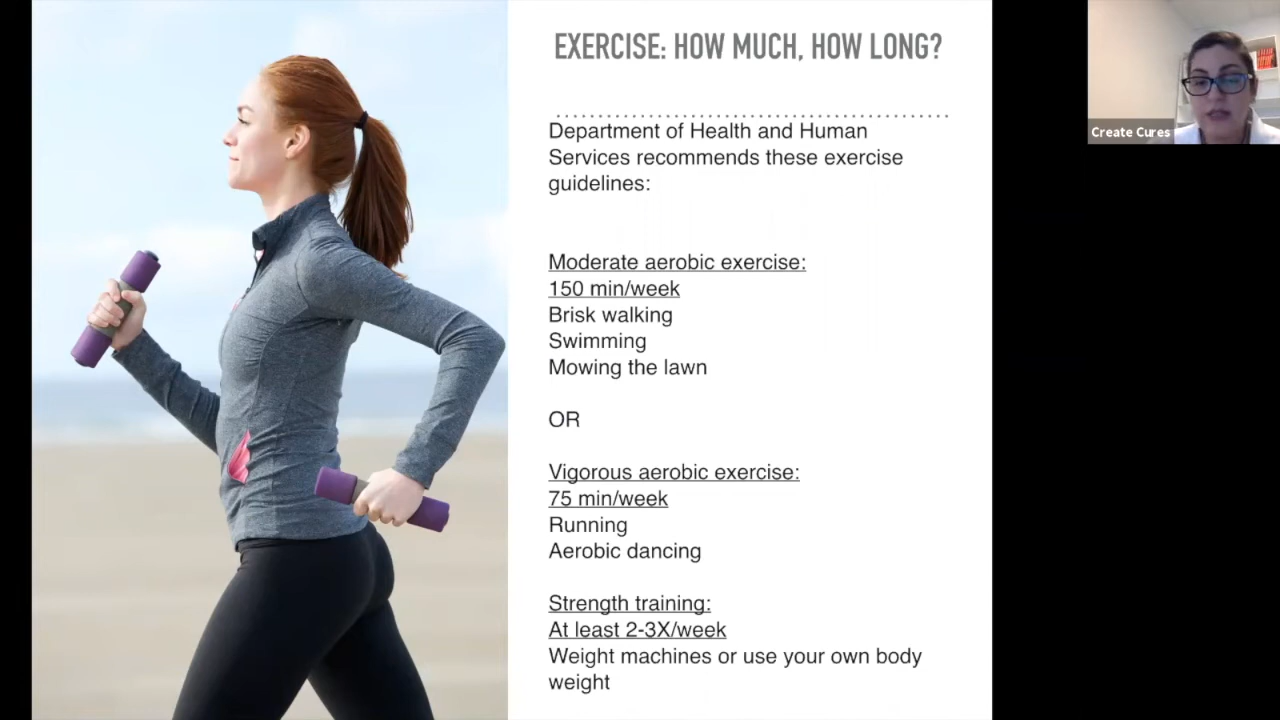 EXERCISE: HOW MUCH, HOW LONG?
Department of Health and Human
Services recommends these exercise
guidelines:
Moderate aerobic exercise:
150 min/week
Brisk walking
Swimming
Mowing the lawn
OR
Vigorous aerobic exercise:
75 min/week
Running
Aerobic dancing
Strength training:
At least 2-3X/week
Weight machines or use your own body
weight
Create Cures